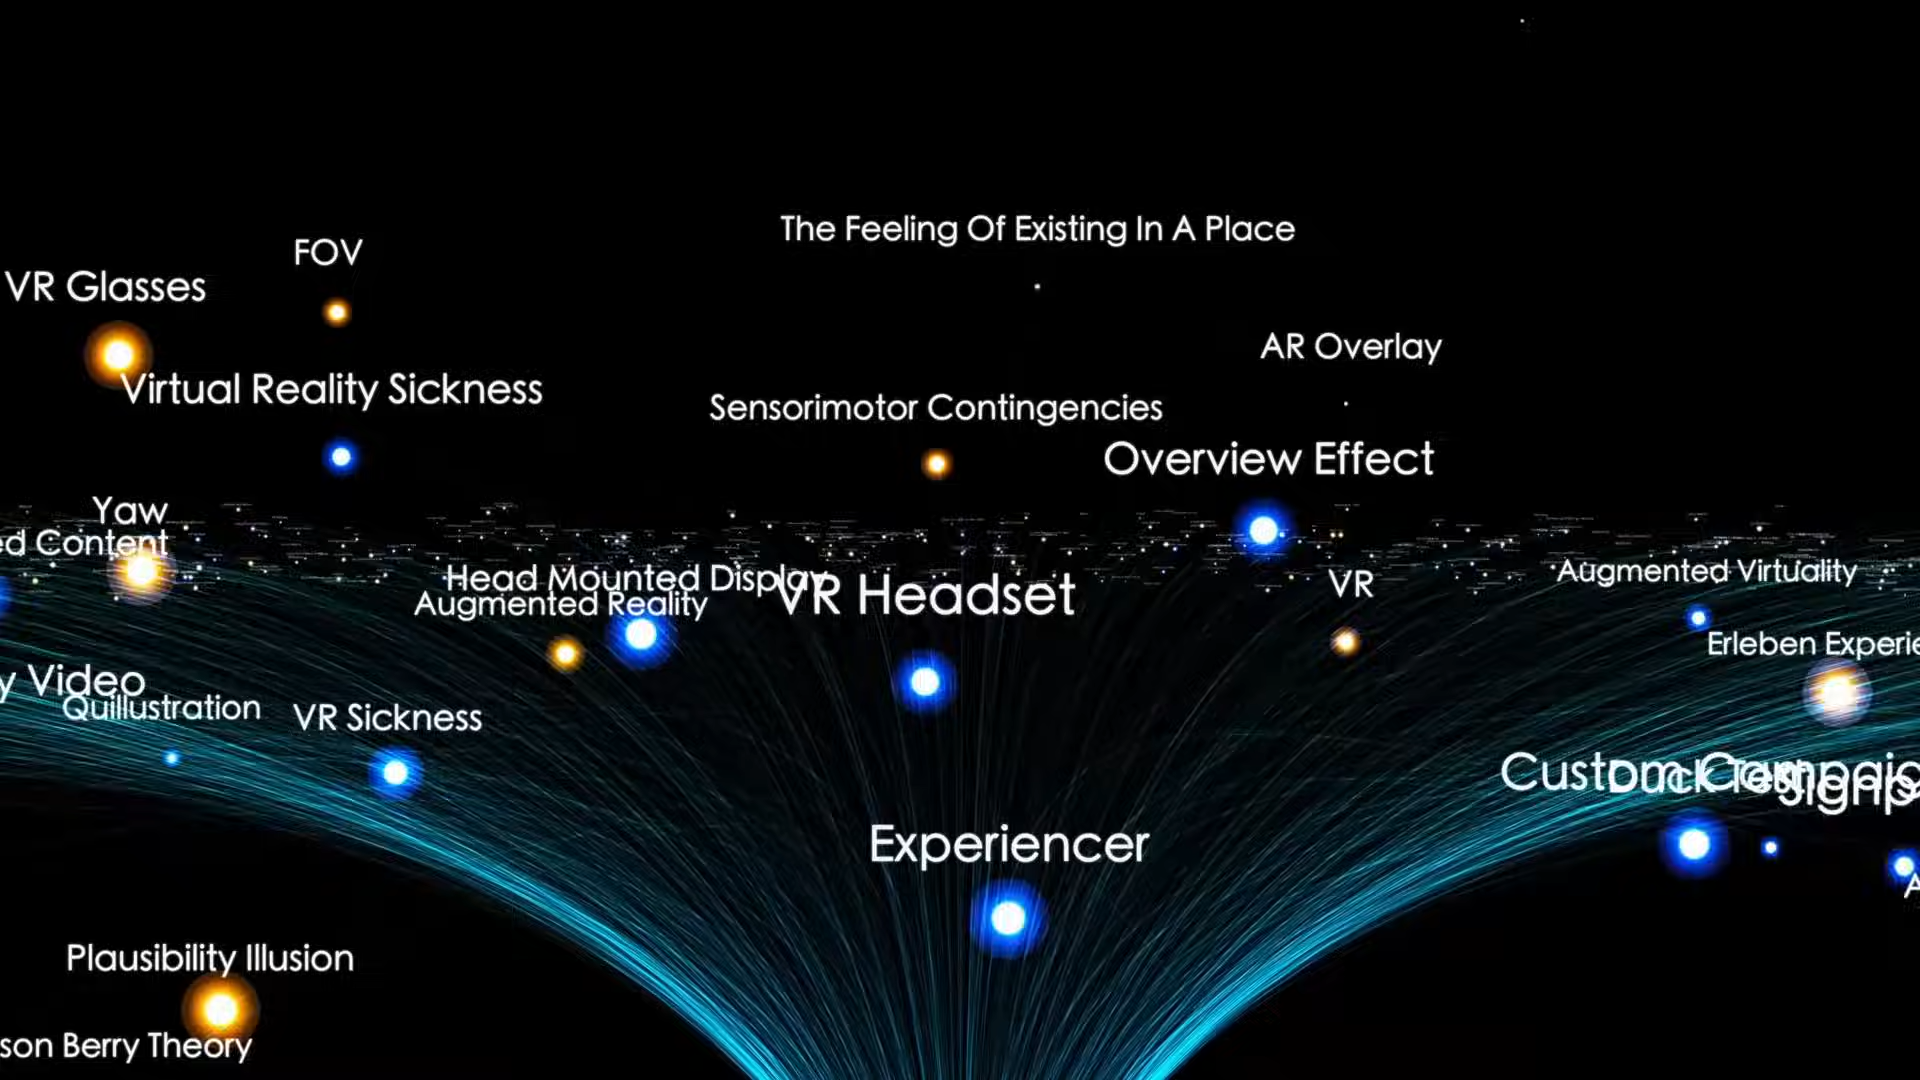 The Feeling Of Existing In A Place
FOV
VR Glasses
AR Overlay
Virtual Reality Sickness
Sensorimotor Contingencies
Overview Effect
Yaw
Content
Head Mounted Display
Augmented Reality
VR Headset
VR
Augmented Virtuality
Erleben
Video
Quillustration
VR Sickness
Custom
Duck
Experiencer
Plausibility Illusion
Berry Theory